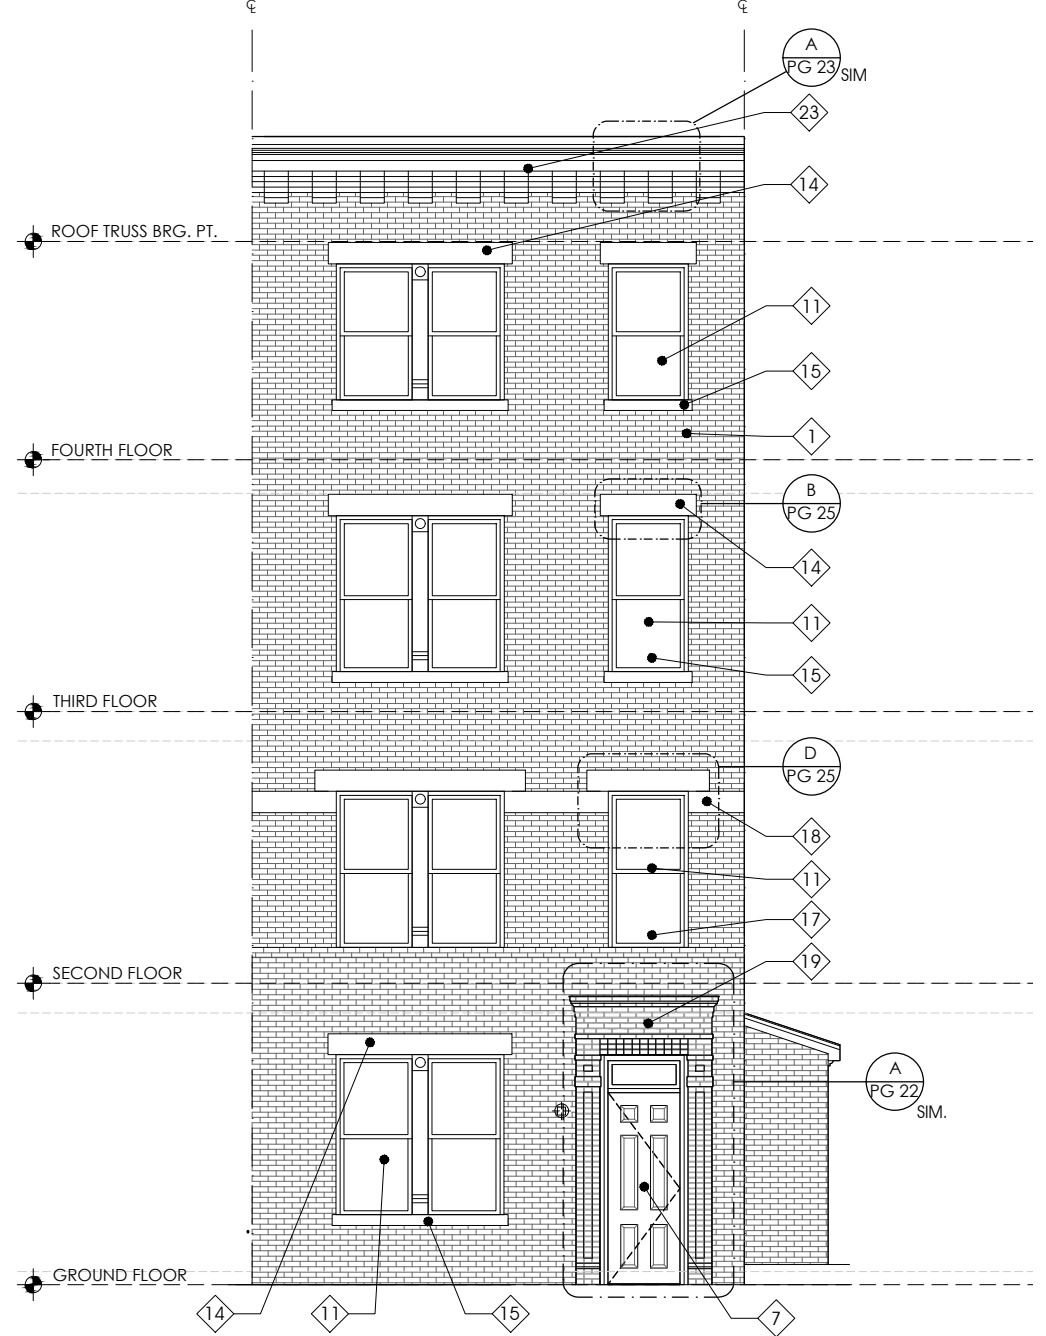 ℄
℄
A
PG 23
SIM
23
14
ROOF TRUSS BRG. PT.
11
15
1
FOURTH FLOOR
B
PG 25
14
11
15
THIRD FLOOR
D
PG 25
18
11
17
19
SECOND FLOOR
A
PG 22
SIM.
GROUND FLOOR
14
11
15
7